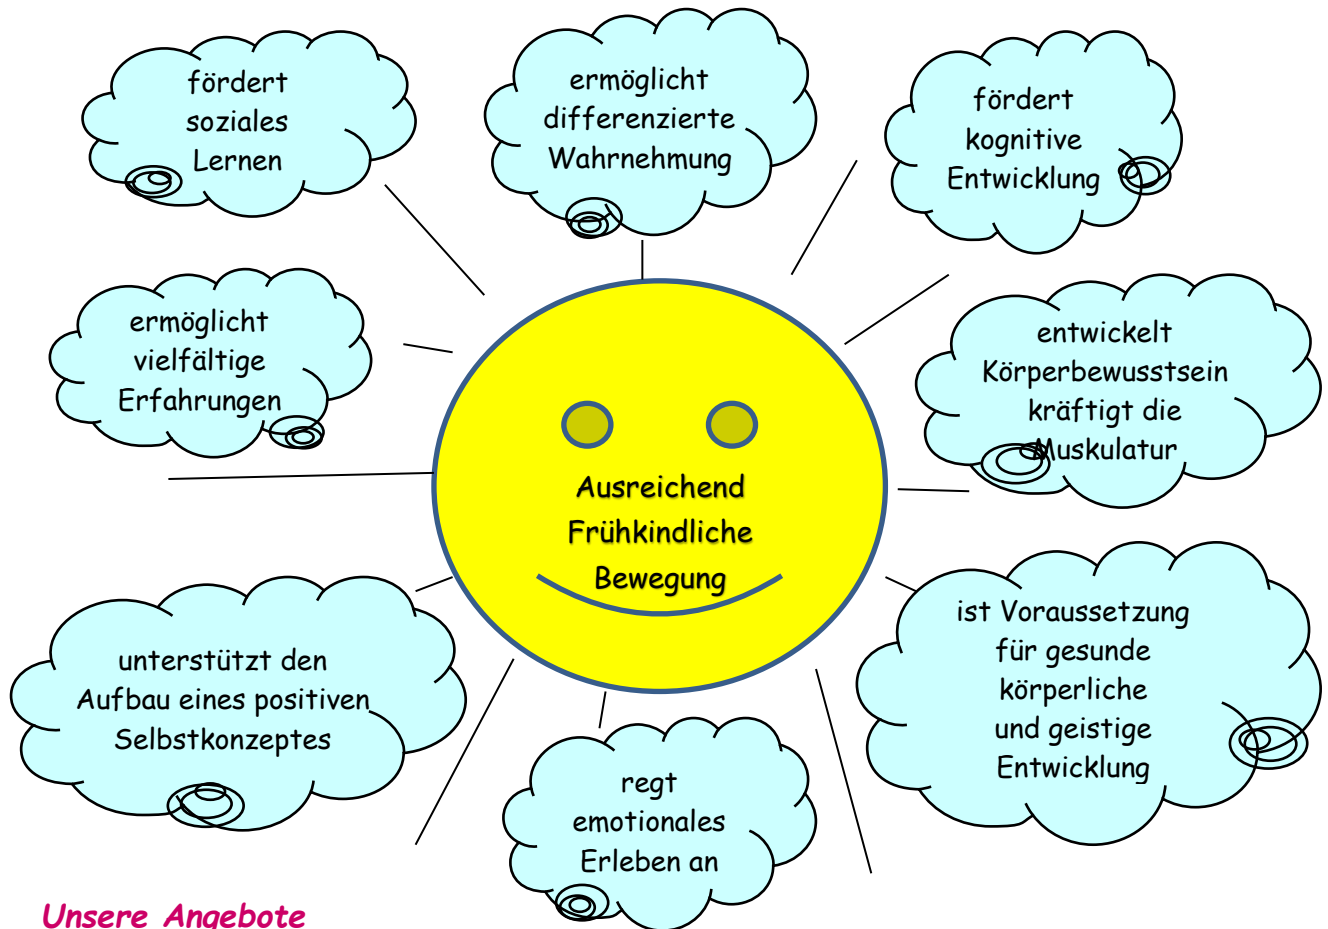 fördert
soziales
Lernen
ermöglicht
differenzierte
Wahrnehmung
fördert
kognitive
Entwicklung
ermöglicht
vielfältige
Erfahrungen
entwickelt
Körperbewusstsein
kräftigt die
Muskulatur
Ausreichend
Frühkindliche
Bewegung
unterstützt den
Aufbau eines positiven
Selbstkonzeptes
ist Voraussetzung
für gesunde
körperliche
und geistige
Entwicklung
regt
emotionales
Erleben an
Unsere Angebote